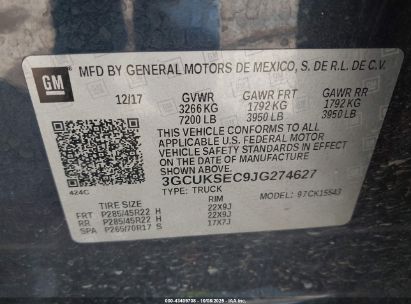 GM MFD BY GENERAL MOTORS DE MEXICO, S. DE R.L. DE C.V.
12/17 GVWR GAWR FRT GAWR RR
3266 KG 1792 KG 1792 KG
7200 LB 3950 LB 3950 LB
THIS VEHICLE CONFORMS TO ALL
APPLICABLE U.S. FEDERAL MOTOR
VEHICLE SAFETY AND THEFT PREVENTION
STANDARDS IN EFFECT ON THE DATE OF
MANUFACTURE SHOWN ABOVE.
3GCUKSEC9JG274627
424C TYPE: TRUCK MODEL: 97CK15543
TIRE SIZE RIM
FRT P285/45R22 H 22X9J
RR P285/45R22 H 22X9J
SPA P265/70R17 S 17X7J